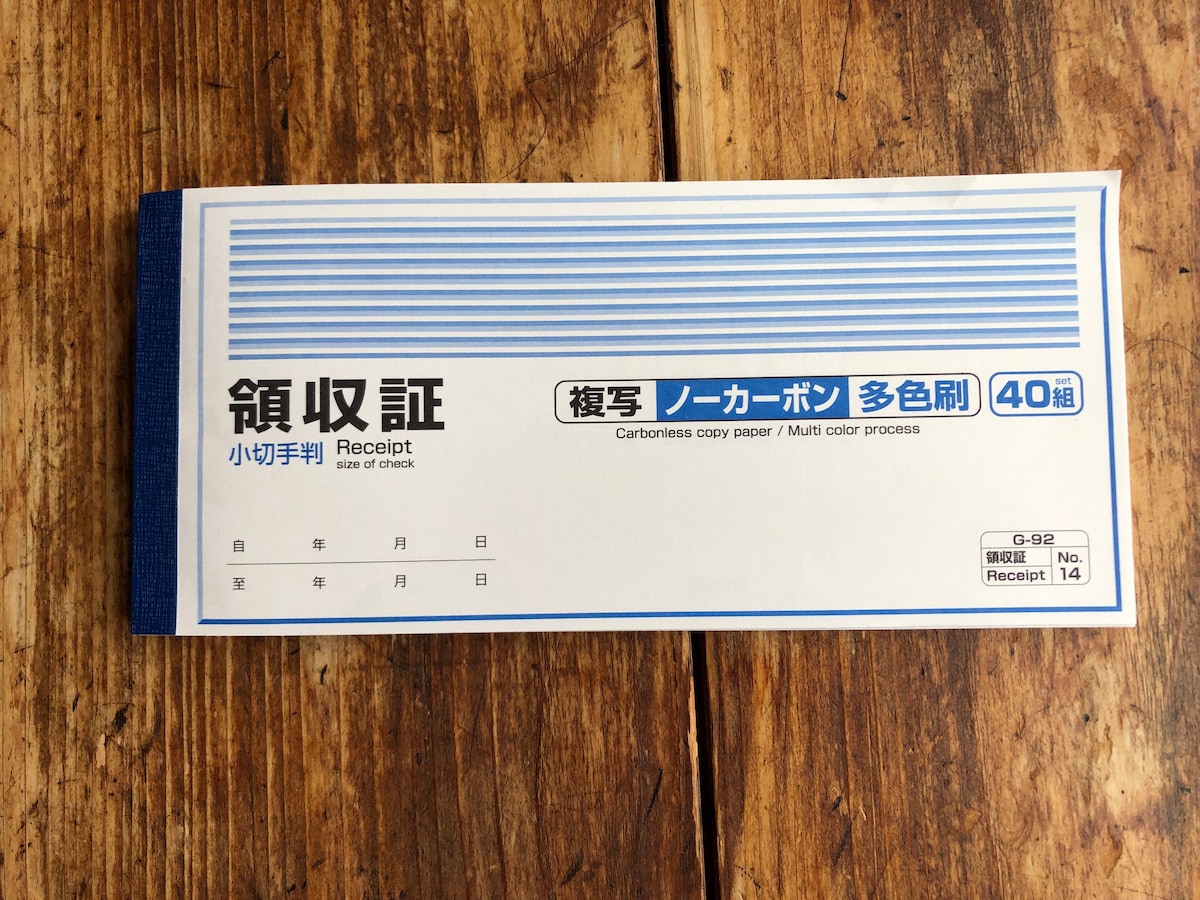 領収証
小切手判 Receipt
size of check
複写 ノーカーボン 多色刷 40組 set
Carbonless copy paper / Multi color process
自 年 月 日
至 年 月 日
G-92
領収証 No.
Receipt 14